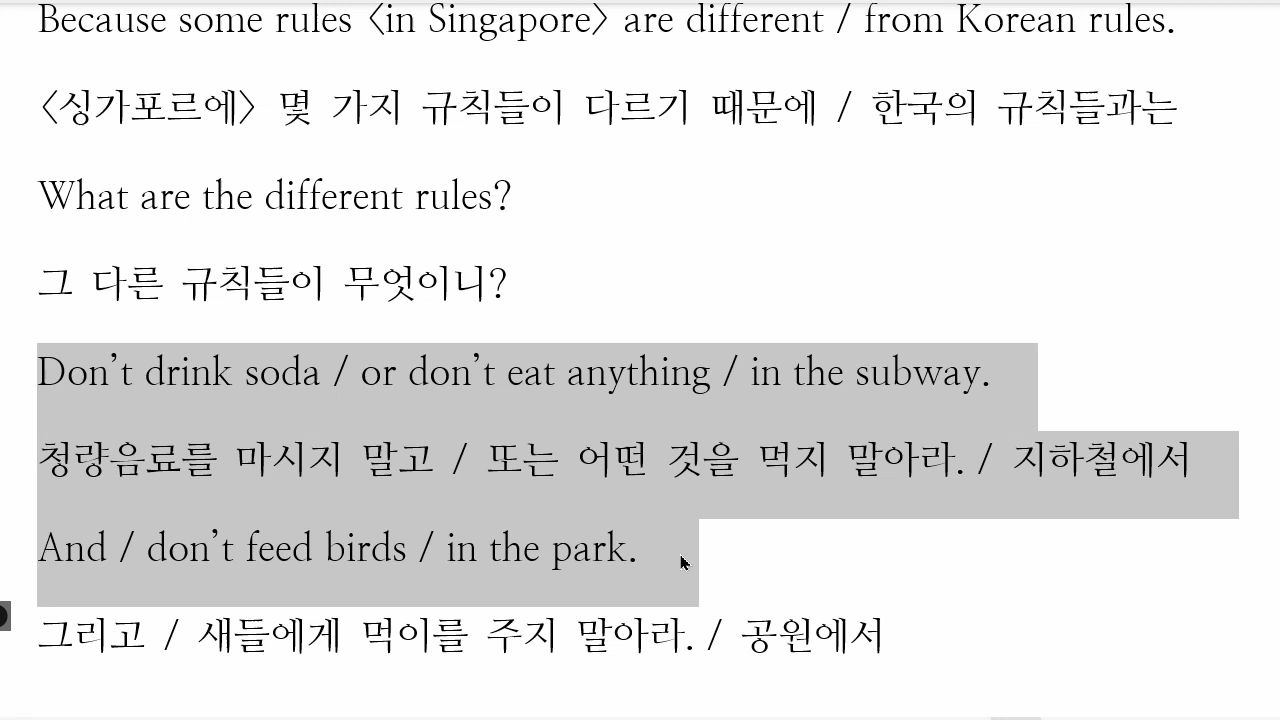 Because some rules 〈in Singapore〉 are different / from Korean rules.
〈싱가포르에〉 몇 가지 규칙들이 다르기 때문에 / 한국의 규칙들과는
What are the different rules?
그 다른 규칙들이 무엇이니?
Don’t drink soda / or don’t eat anything / in the subway.
청량음료를 마시지 말고 / 또는 어떤 것을 먹지 말아라. / 지하철에서
And / don’t feed birds / in the park.
그리고 / 새들에게 먹이를 주지 말아라. / 공원에서